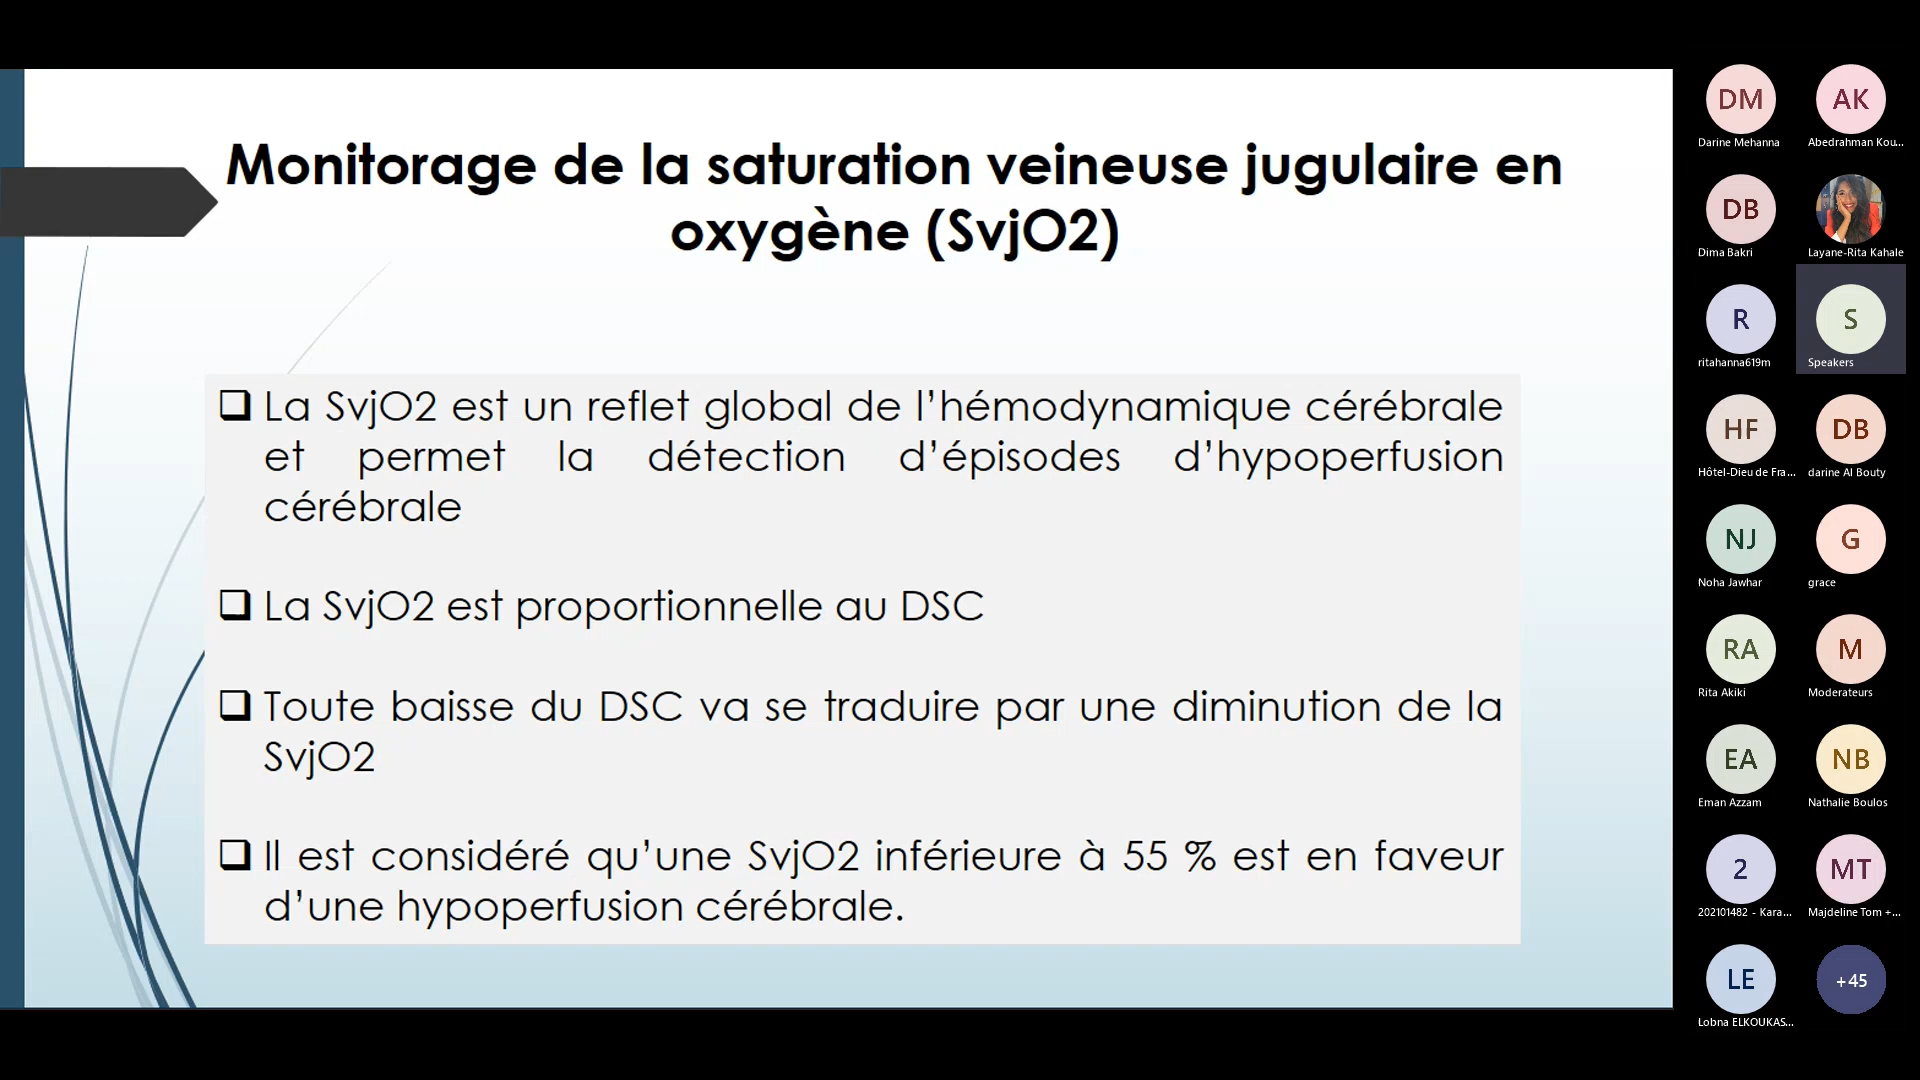 Monitorage de la saturation veineuse jugulaire en
oxygène (SvjO2)
❑ La SvjO2 est un reflet global de l’hémodynamique cérébrale
et permet la détection d’épisodes d’hypoperfusion
cérébrale
❑ La SvjO2 est proportionnelle au DSC
❑ Toute baisse du DSC va se traduire par une diminution de la
SvjO2
❑ Il est considéré qu’une SvjO2 inférieure à 55 % est en faveur
d’une hypoperfusion cérébrale.
DM
Darine Mehanna
AK
Abedrahman Kou...
DB
Dima Bakri
Layane-Rita Kahale
R
ritahanna619m
S
Speakers
HF
Hôtel-Dieu de Fra...
DB
darine Al Bouty
NJ
Noha Jawhar
G
grace
RA
Rita Akiki
M
Moderateurs
EA
Eman Azzam
NB
Nathalie Boulos
2
202101482 - Kara...
MT
Majdeline Tom +...
LE
Lobna ELKOUKAS...
+45